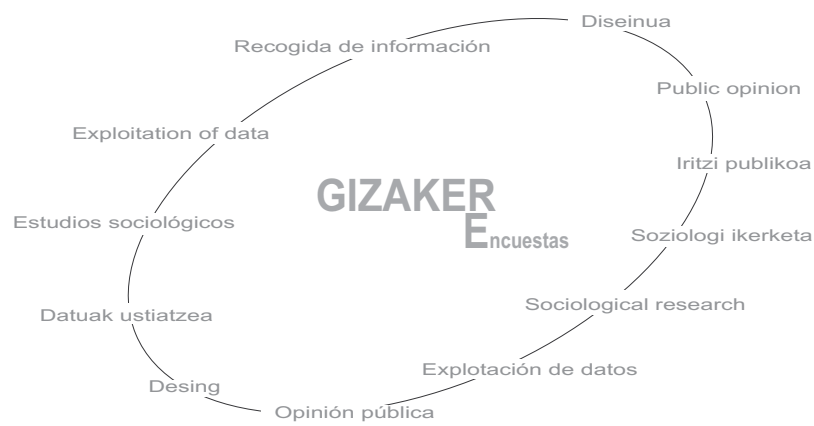 Diseinua
Recogida de información
Public opinion
Exploitation of data
Iritzi publikoa
GIZAKER
Encuestas
Estudios sociológicos
Soziologi ikerketa
Sociological research
Datuak ustiatzea
Explotación de datos
Desing
Opinión pública